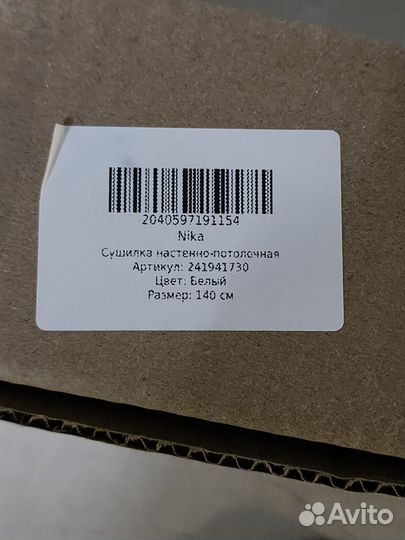 2040597191154
Nika
Сушилка настенно-потолочная
Артикул: 241941730
Цвет: Белый
Размер: 140 см
Avito